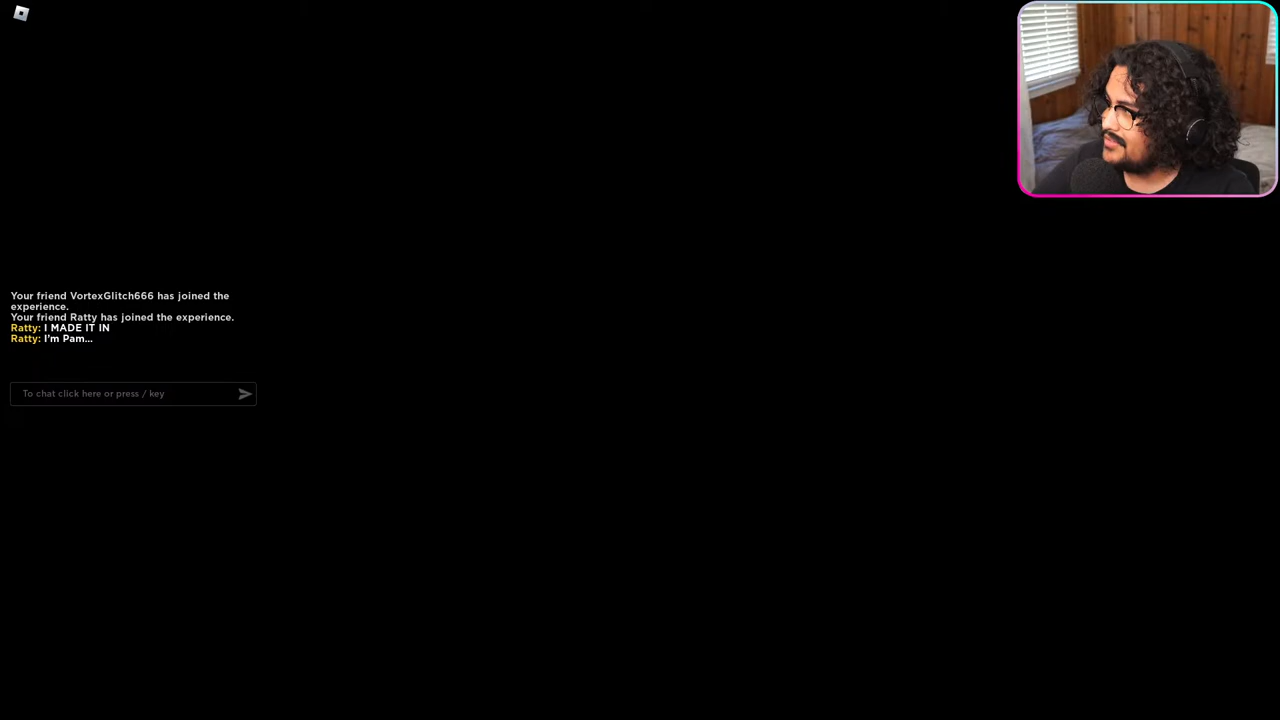 Your friend VortexGlitch666 has joined the
experience.
Your friend Ratty has joined the experience.
Ratty: I MADE IT IN
Ratty: I'm Pam...
To chat click here or press / key